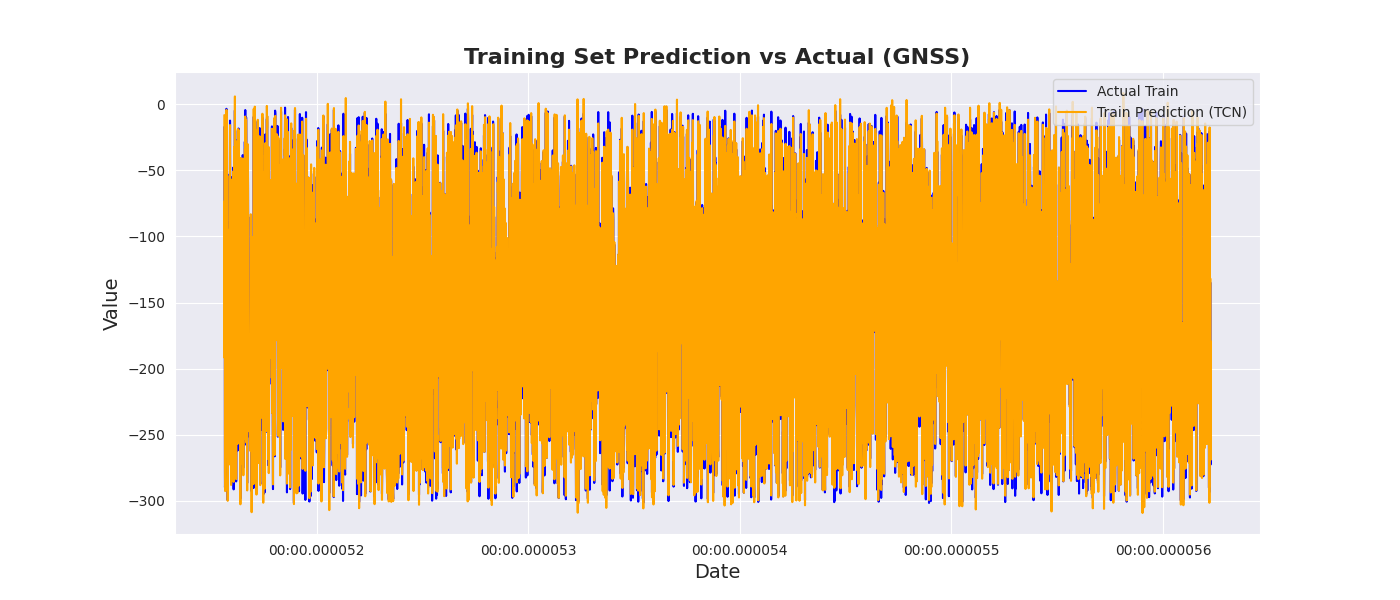 Training Set Prediction vs Actual (GNSS)
Actual Train
Train Prediction (TCN)
Value
0
−50
−100
−150
−200
−250
−300
00:00.000052
00:00.000053
00:00.000054
00:00.000055
00:00.000056
Date